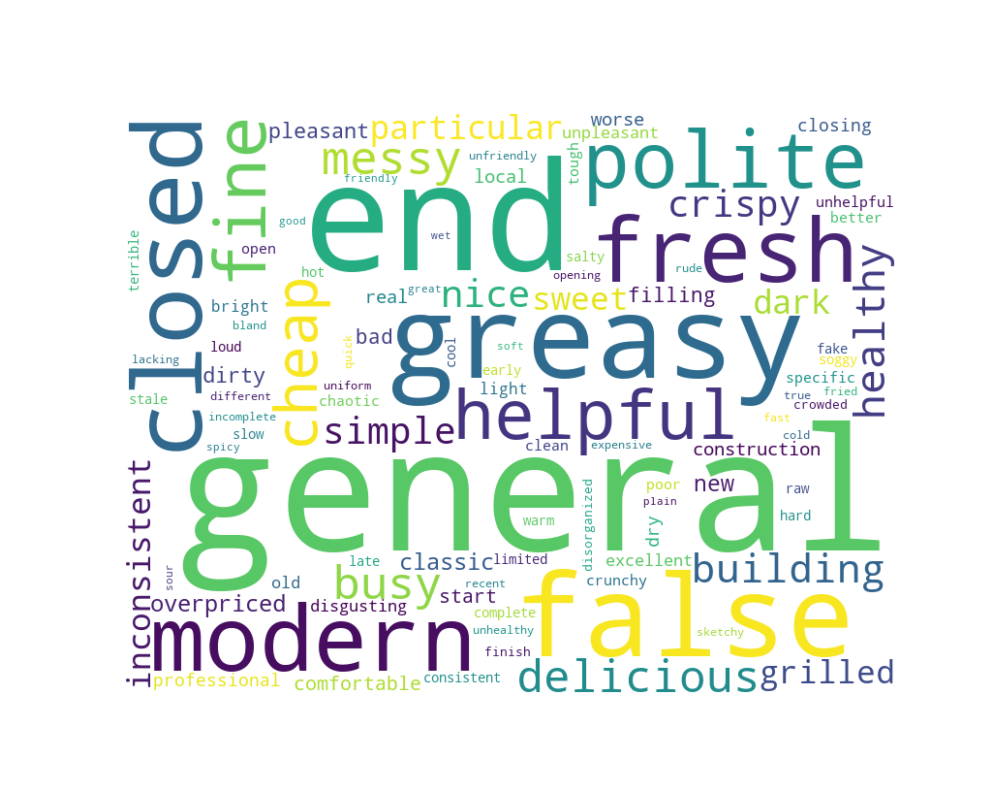 closed
fine
pleasant
particular
worse
closing
unpleasant
messy
unfriendly
tough
polite
local
friendly
end
crispy
unhelpful
better
good
wet
fresh
terrible
open
hot
salty
opening
rude
healthy
cheap
real
great
nice
sweet
filling
dark
bright
bland
quick
bad
cool
greasy
soft
fake
soggy
lacking
loud
dirty
early
light
specific
fried
uniform
different
chaotic
true
crowded
stale
incomplete
simple
helpful
fast
slow
spicy
clean
expensive
cold
construction
inconsistent
general
disorganized
poor
new
raw
plain
hard
warm
dry
late
classic
limited
excellent
building
sour
old
busy
recent
crunchy
overpriced
disgusting
start
complete
false
modern
unhealthy
sketchy
finish
professional
comfortable
consistent
delicious
grilled